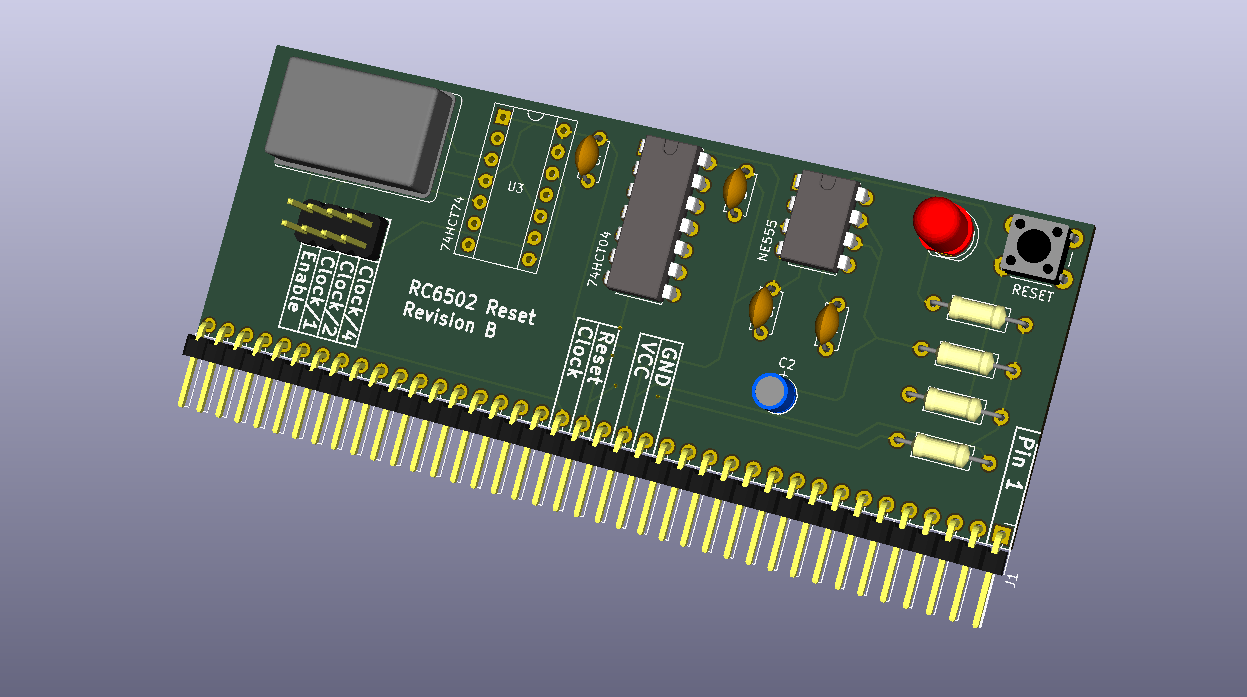 U3
74HCT74
74HCT04
NE555
RESET
Enable
Clock/1
Clock/2
Clock/4
RC6502 Reset
Revision B
Clock
Reset
VCC
GND
C2
Pin 1
J1